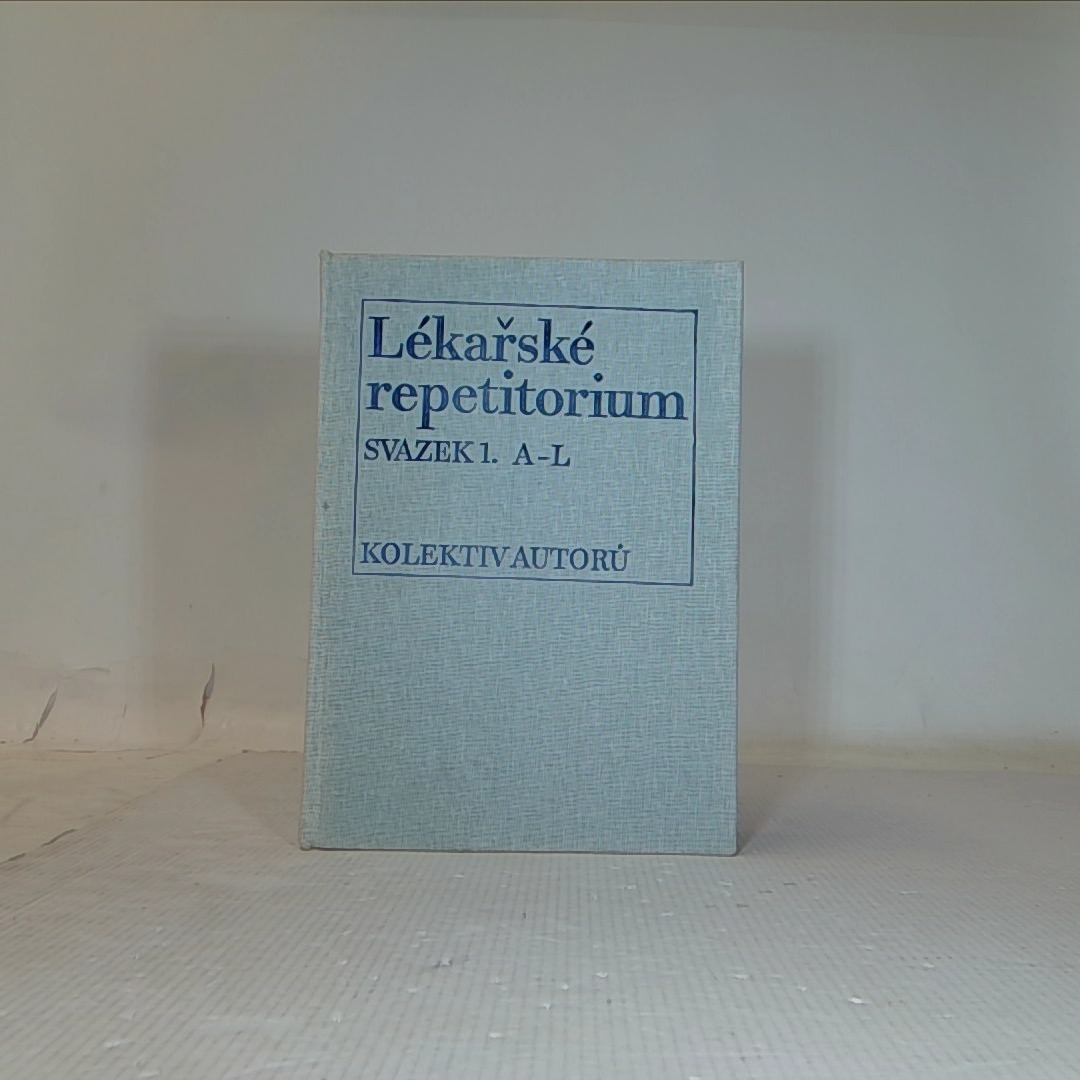 Lékařské
repetitorium
SVAZEK 1. A-L
KOLEKTIV AUTORŮ